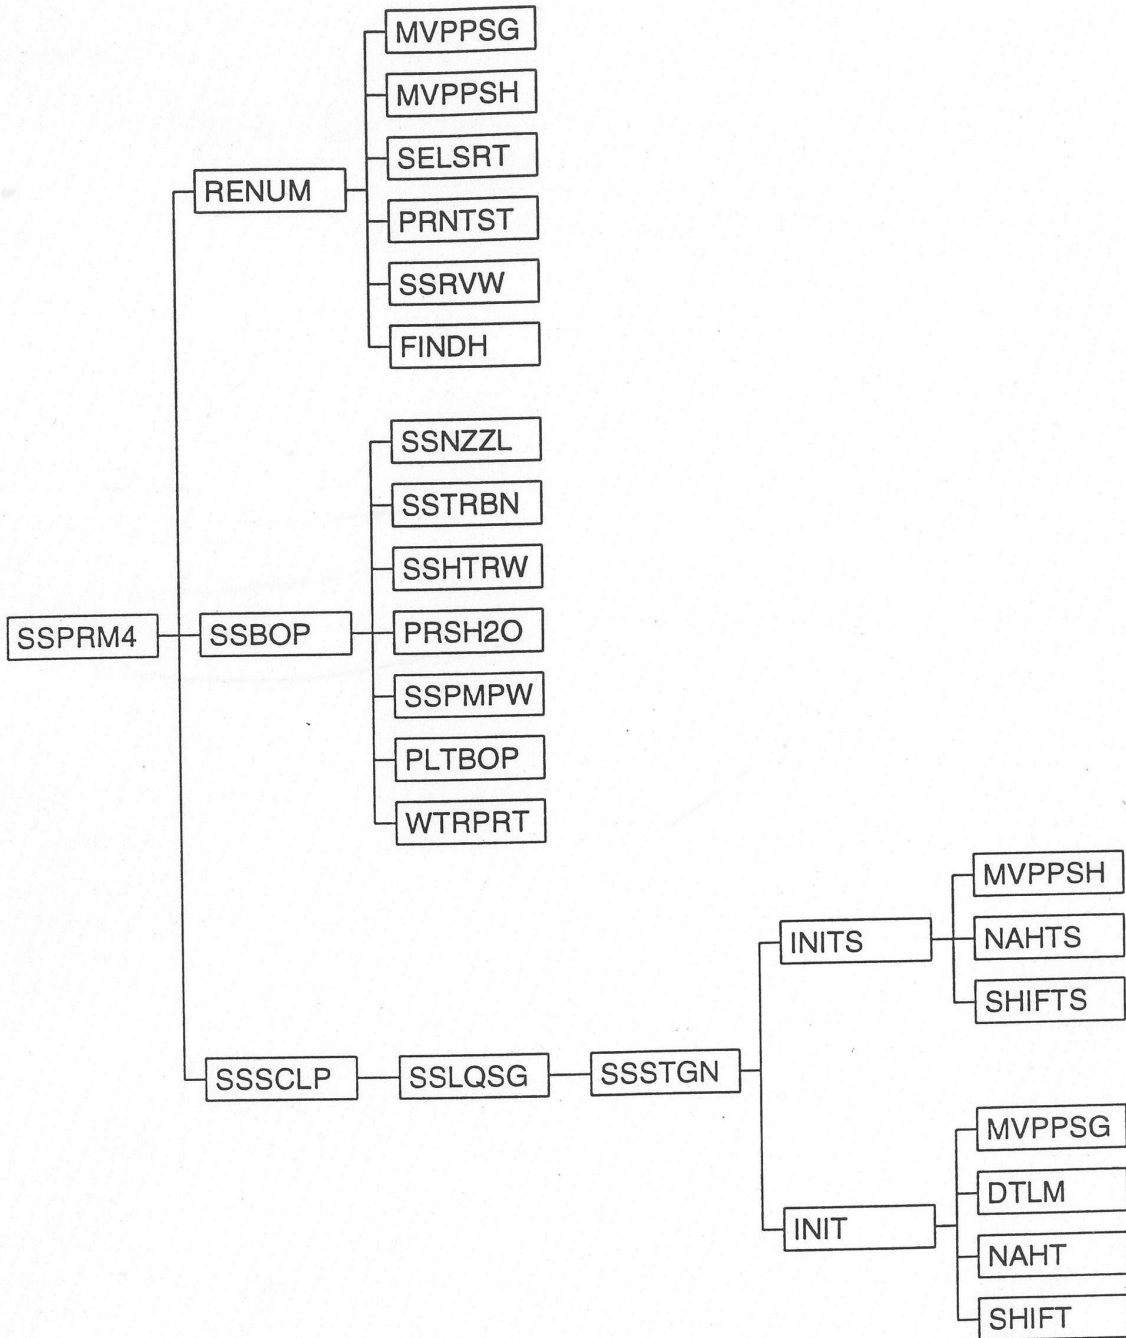 MVPPSG
MVPPSH
SELSRT
RENUM
PRNTST
SSRVW
FINDH
SSNZZL
SSTRBN
SSHTRW
SSPRM4
SSBOP
PRSH2O
SSPMPW
PLTBOP
WTRPRT
MVPPSH
INITS
NAHTS
SHIFTS
SSSCLP
SSLQSG
SSSTGN
MVPPSG
DTLM
INIT
NAHT
SHIFT